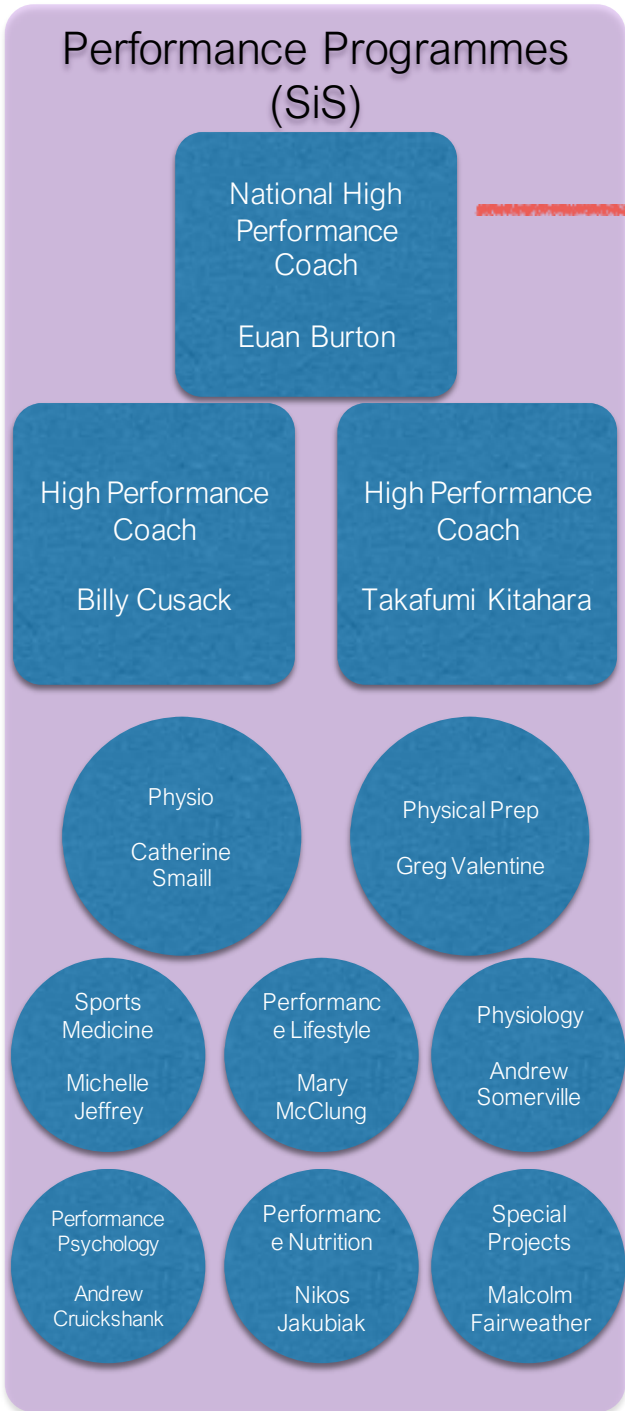 Performance Programmes
(SiS)
National High
Performance
Coach
Euan Burton
High Performance
Coach
Billy Cusack
High Performance
Coach
Takafumi Kitahara
Physio
Catherine
Smaill
Physical Prep
Greg Valentine
Sports
Medicine
Michelle
Jeffrey
Performanc
e Lifestyle
Mary
McClung
Physiology
Andrew
Somerville
Performance
Psychology
Andrew
Cruickshank
Performanc
e Nutrition
Nikos
Jakubiak
Special
Projects
Malcolm
Fairweather